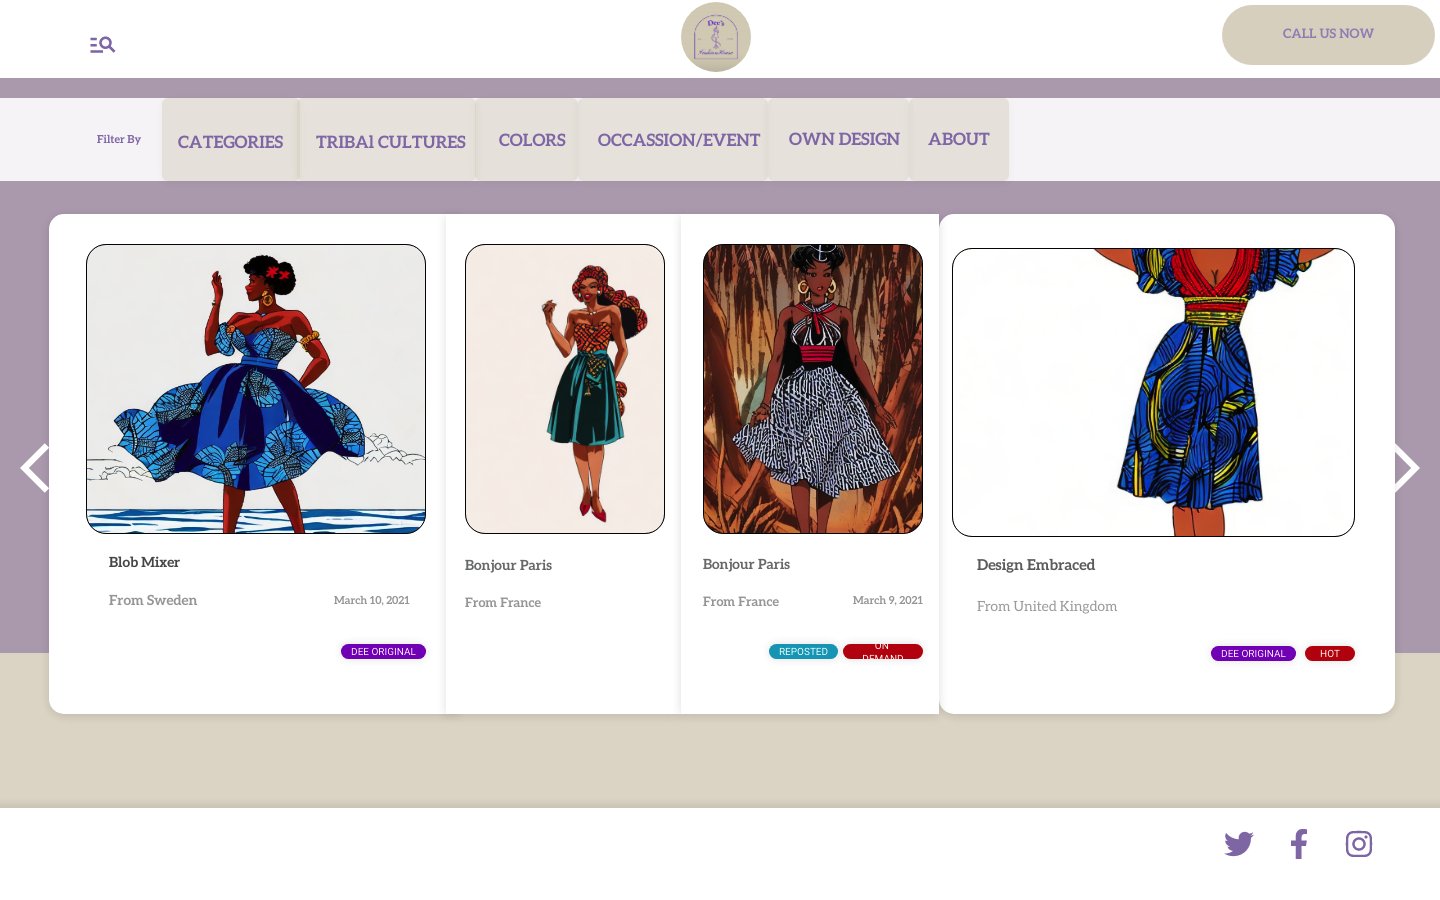 Dee's
Fashion House
CALL US NOW
Filter By
CATEGORIES
TRIBAl CULTURES
COLORS
OCCASSION/EVENT
OWN DESIGN
ABOUT
Blob Mixer
From Sweden
March 10, 2021
DEE ORIGINAL
Bonjour Paris
From France
Bonjour Paris
From France
March 9, 2021
REPOSTED
ON
DEMAND
Design Embraced
From United Kingdom
DEE ORIGINAL
HOT